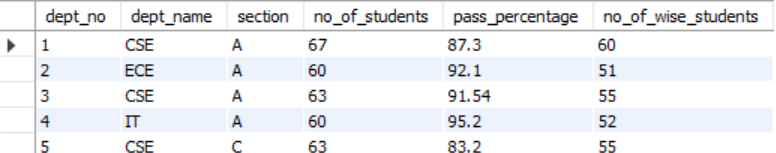 dept_no dept_name section no_of_students pass_percentage no_of_wise_students
1 CSE A 67 87.3 60
2 ECE A 60 92.1 51
3 CSE A 63 91.54 55
4 IT A 60 95.2 52
5 CSE C 63 83.2 55